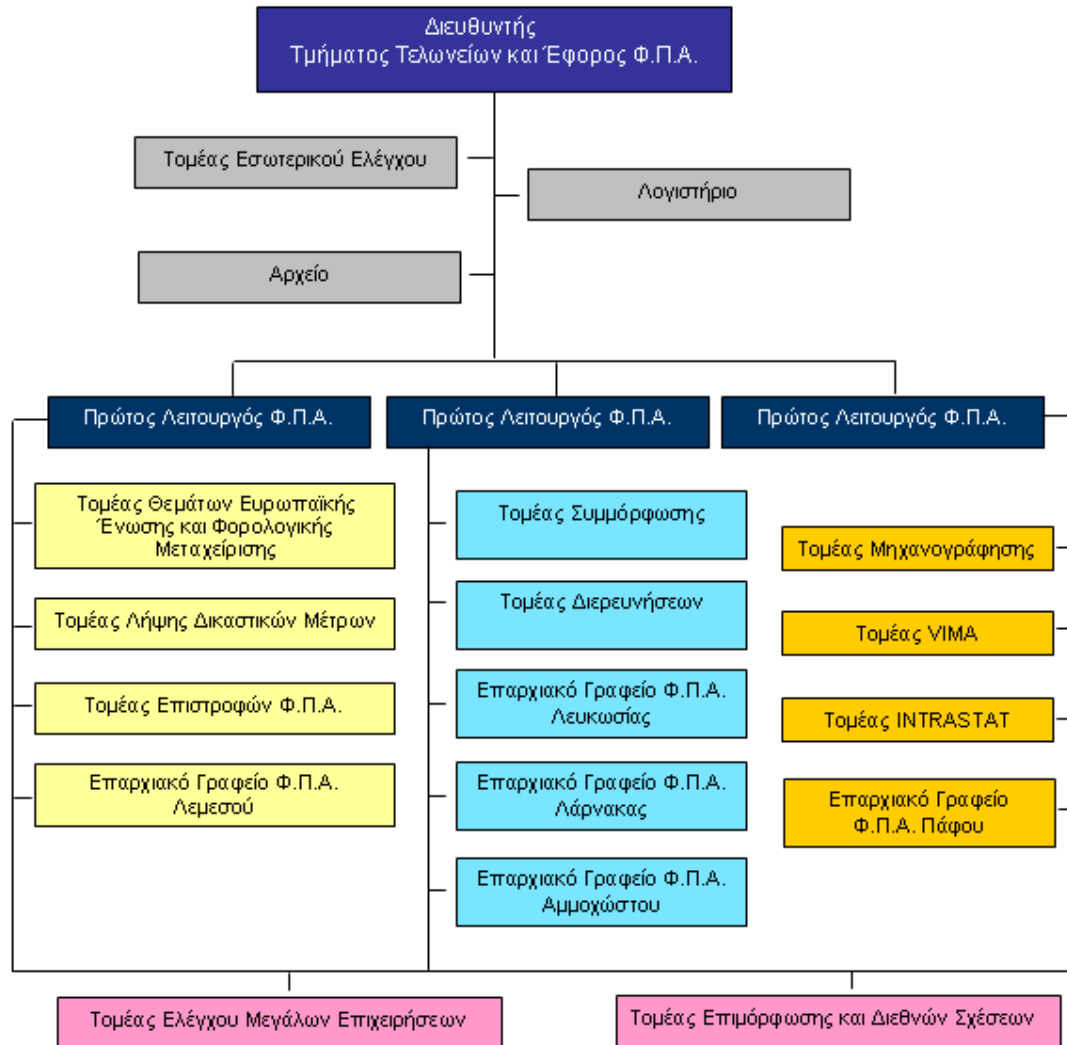 Διευθυντής
Τμήματος Τελωνείων και Έφορος Φ.Π.Α.
Τομέας Εσωτερικού Ελέγχου
Λογιστήριο
Αρχείο
Πρώτος Λειτουργός Φ.Π.Α.
Πρώτος Λειτουργός Φ.Π.Α.
Πρώτος Λειτουργός Φ.Π.Α.
Τομέας Θεμάτων Ευρωπαϊκής
Ένωσης και Φορολογικής
Μεταχείρισης
Τομέας Λήψης Δικαστικών Μέτρων
Τομέας Επιστροφών Φ.Π.Α.
Επαρχιακό Γραφείο Φ.Π.Α.
Λεμεσού
Τομέας Συμμόρφωσης
Τομέας Διερευνήσεων
Επαρχιακό Γραφείο Φ.Π.Α.
Λευκωσίας
Επαρχιακό Γραφείο Φ.Π.Α.
Λάρνακας
Επαρχιακό Γραφείο Φ.Π.Α.
Αμμοχώστου
Τομέας Μηχανογράφησης
Τομέας VIMA
Τομέας INTRASTAT
Επαρχιακό Γραφείο
Φ.Π.Α. Πάφου
Τομέας Ελέγχου Μεγάλων Επιχειρήσεων
Τομέας Επιμόρφωσης και Διεθνών Σχέσεων